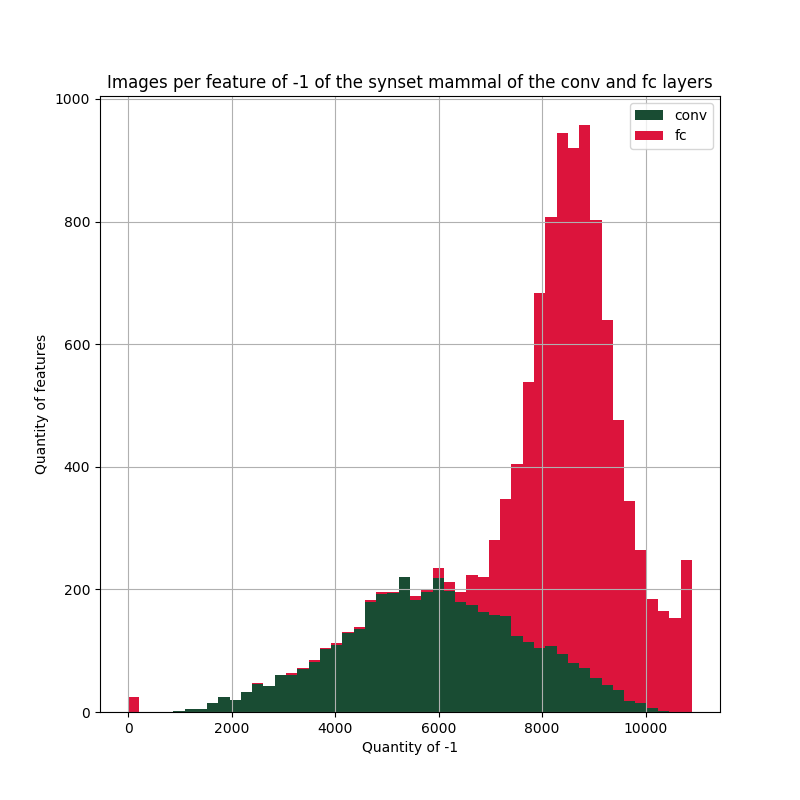 Images per feature of -1 of the synset mammal of the conv and fc layers
conv
fc
1000
800
600
400
200
0
Quantity of features
0 2000 4000 6000 8000 10000
Quantity of -1